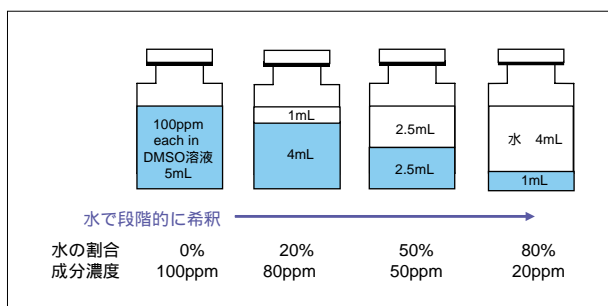 100ppm
each in
DMSO溶液
5mL
1mL
4mL
2.5mL
2.5mL
水 4mL
1mL
水で段階的に希釈
水の割合 0% 20% 50% 80%
成分濃度 100ppm 80ppm 50ppm 20ppm